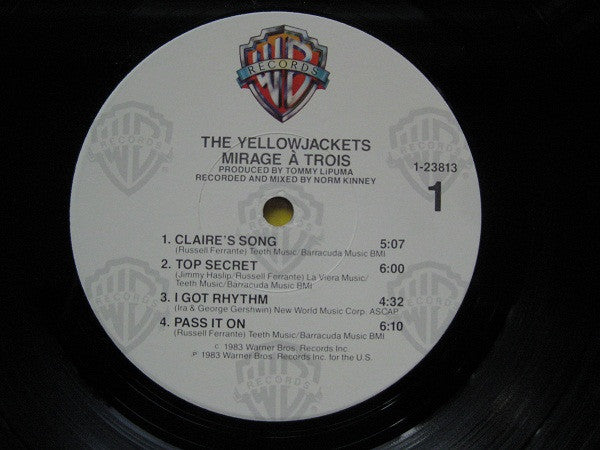 WB
RECORDS
THE YELLOWJACKETS
MIRAGE À TROIS
PRODUCED BY TOMMY LIPUMA
RECORDED AND MIXED BY NORM KINNEY
1-23813
1
1. CLAIRE'S SONG 5:07
(Russell Ferrante) Teeth Music/Barracuda Music BMI
2. TOP SECRET 6:00
(Jimmy Haslip/Russell Ferrante) La Viera Music/
Teeth Music/Barracuda Music BMI
3. I GOT RHYTHM 4:32
(Ira & George Gershwin) New World Music Corp. ASCAP
4. PASS IT ON 6:10
(Russell Ferrante) Teeth Music/Barracuda Music BMI
© 1983 Warner Bros. Records Inc.
℗ 1983 Warner Bros. Records Inc. for the U.S.